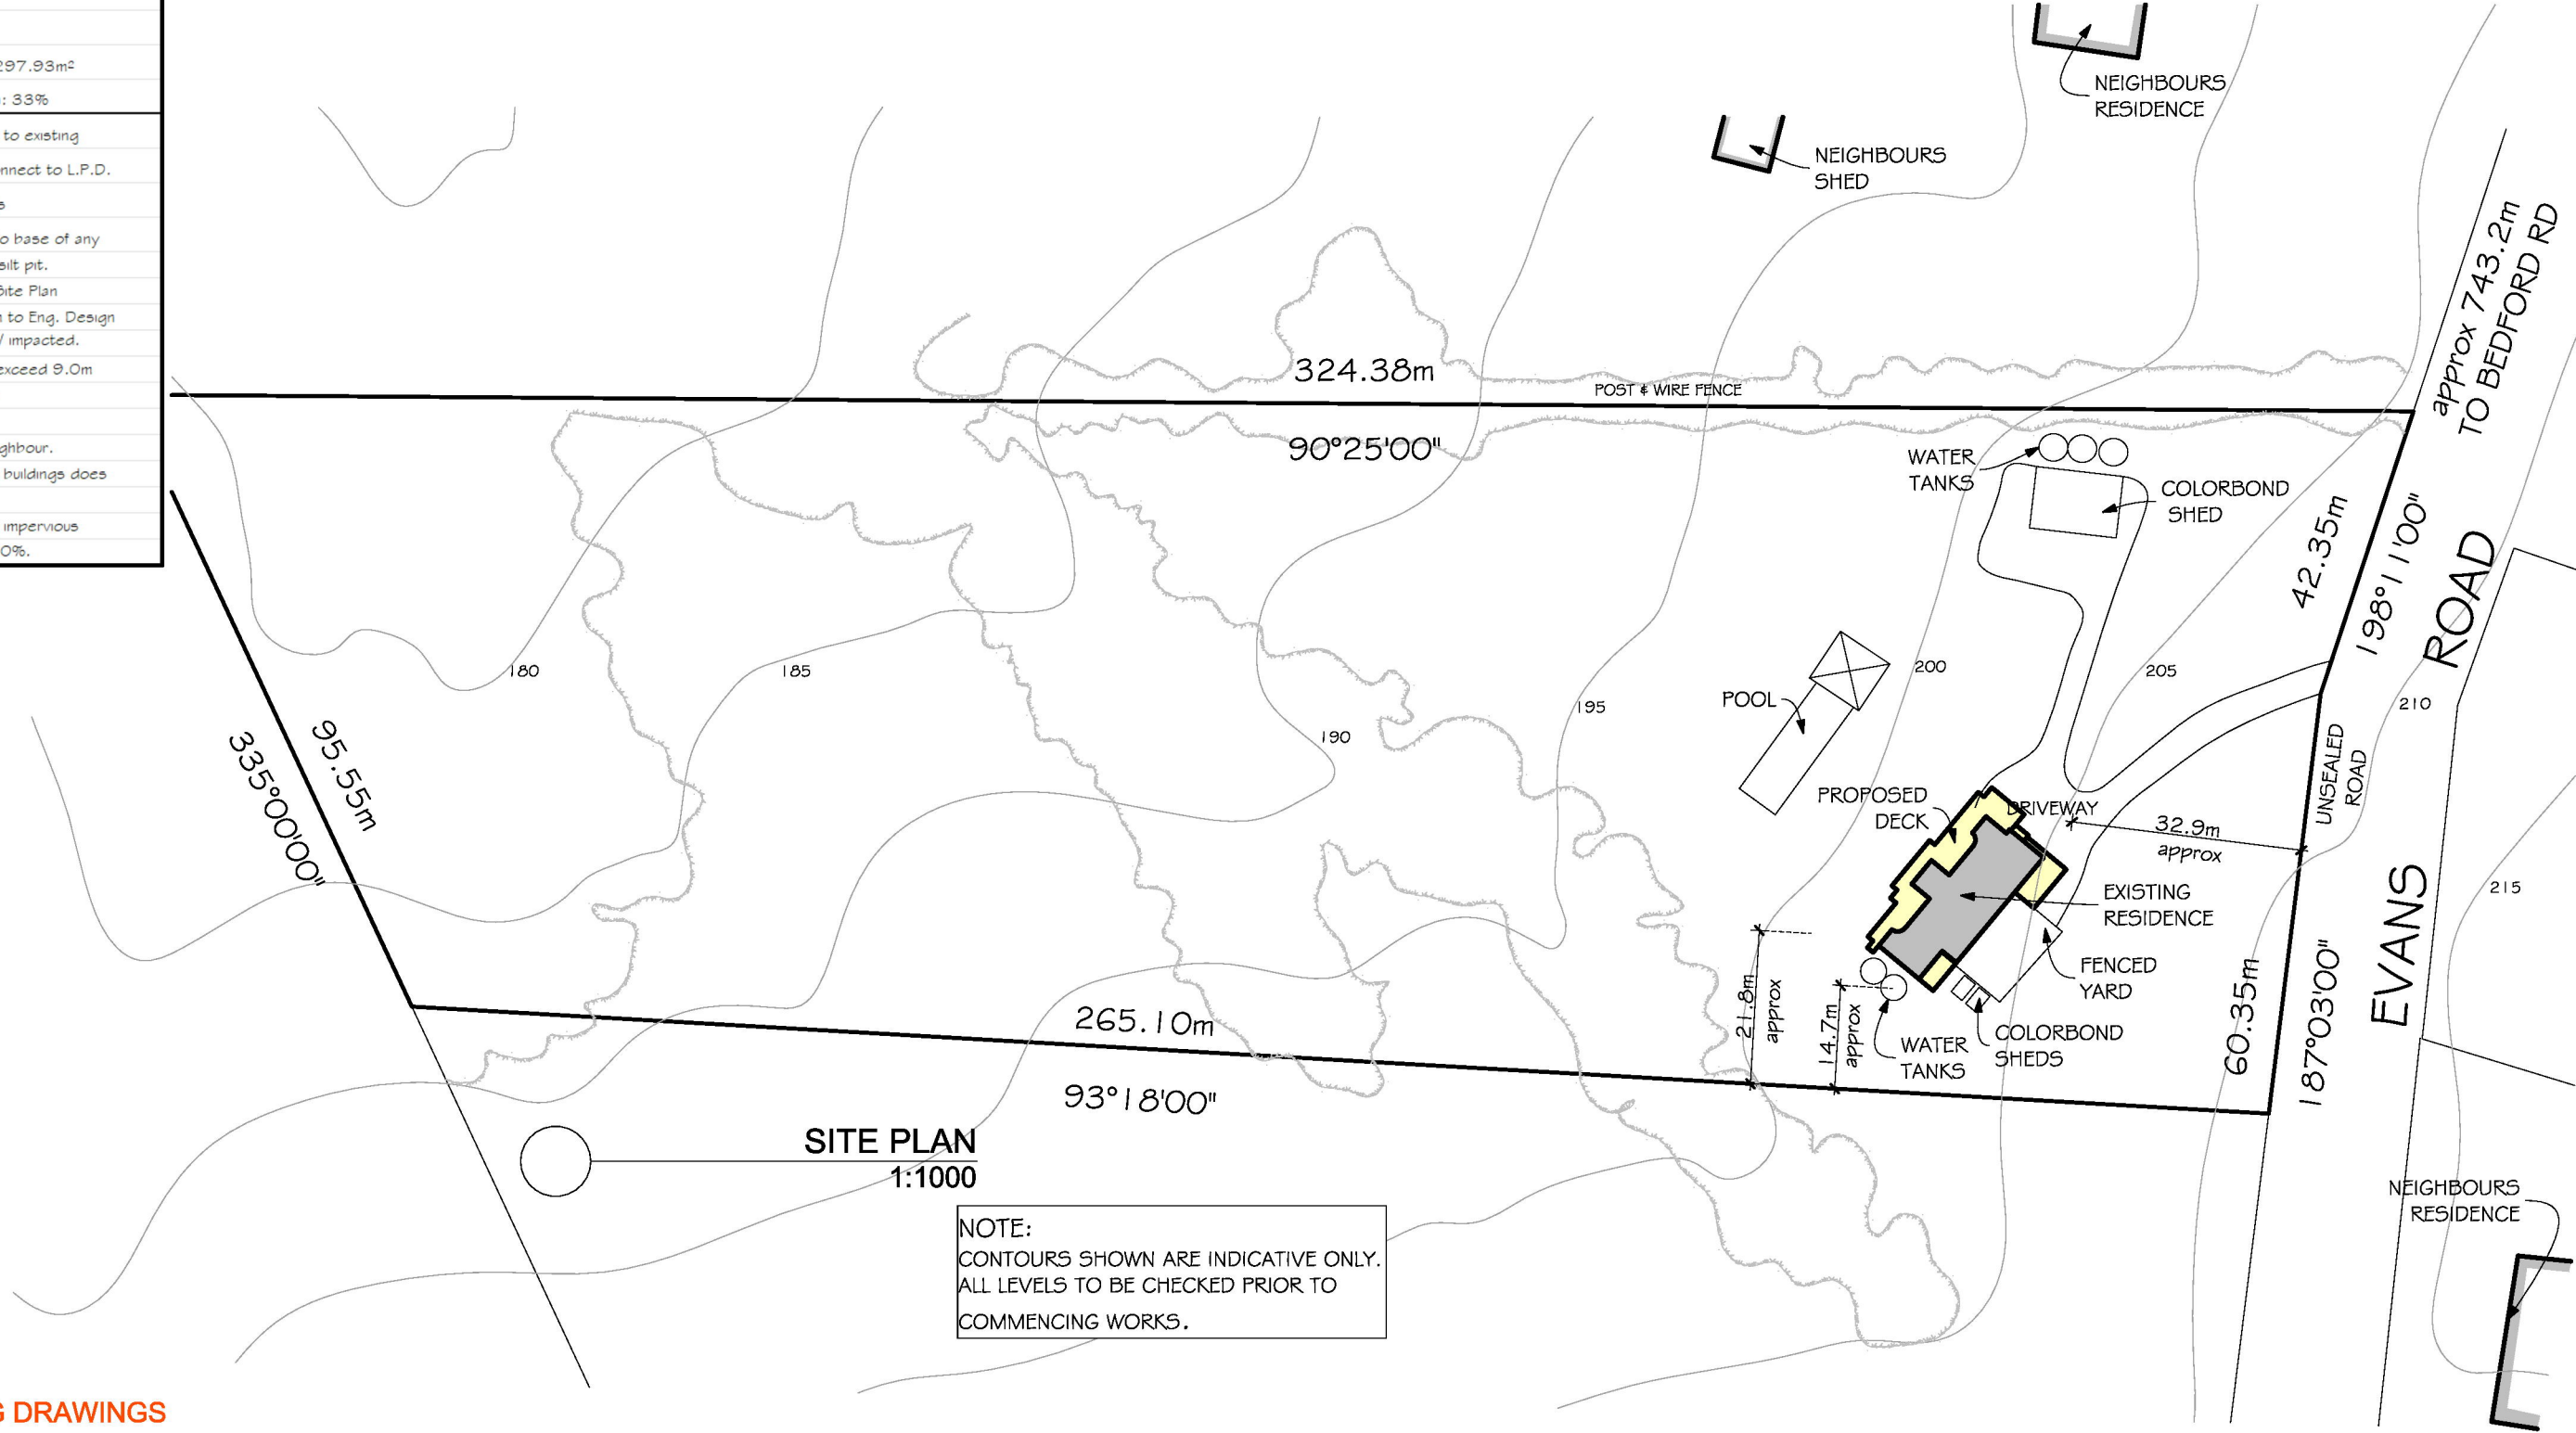 297.93m²
: 33%
to existing
nnect to L.P.D.
s
o base of any
silt pit.
Site Plan
n to Eng. Design
/ impacted.
exceed 9.0m
ghbour.
buildings does
impervious
0%.
NEIGHBOURS
RESIDENCE
NEIGHBOURS
SHED
approx 743.2m
TO BEDFORD RD
324.38m
POST & WIRE FENCE
90°25'00"
WATER
TANKS
COLORBOND
SHED
42.35m
198°11'00"
ROAD
180
185
190
195
200
205
210
215
POOL
95.55m
335°00'00"
UNSEALED
ROAD
PROPOSED
DECK
DRIVEWAY
32.9m
approx
EXISTING
RESIDENCE
EVANS
FENCED
YARD
21.8m
approx
14.7m
approx
WATER
TANKS
COLORBOND
SHEDS
60.35m
187°03'00"
265.10m
93°18'00"
SITE PLAN
1:1000
NEIGHBOURS
RESIDENCE
NOTE:
CONTOURS SHOWN ARE INDICATIVE ONLY.
ALL LEVELS TO BE CHECKED PRIOR TO
COMMENCING WORKS.
G DRAWINGS